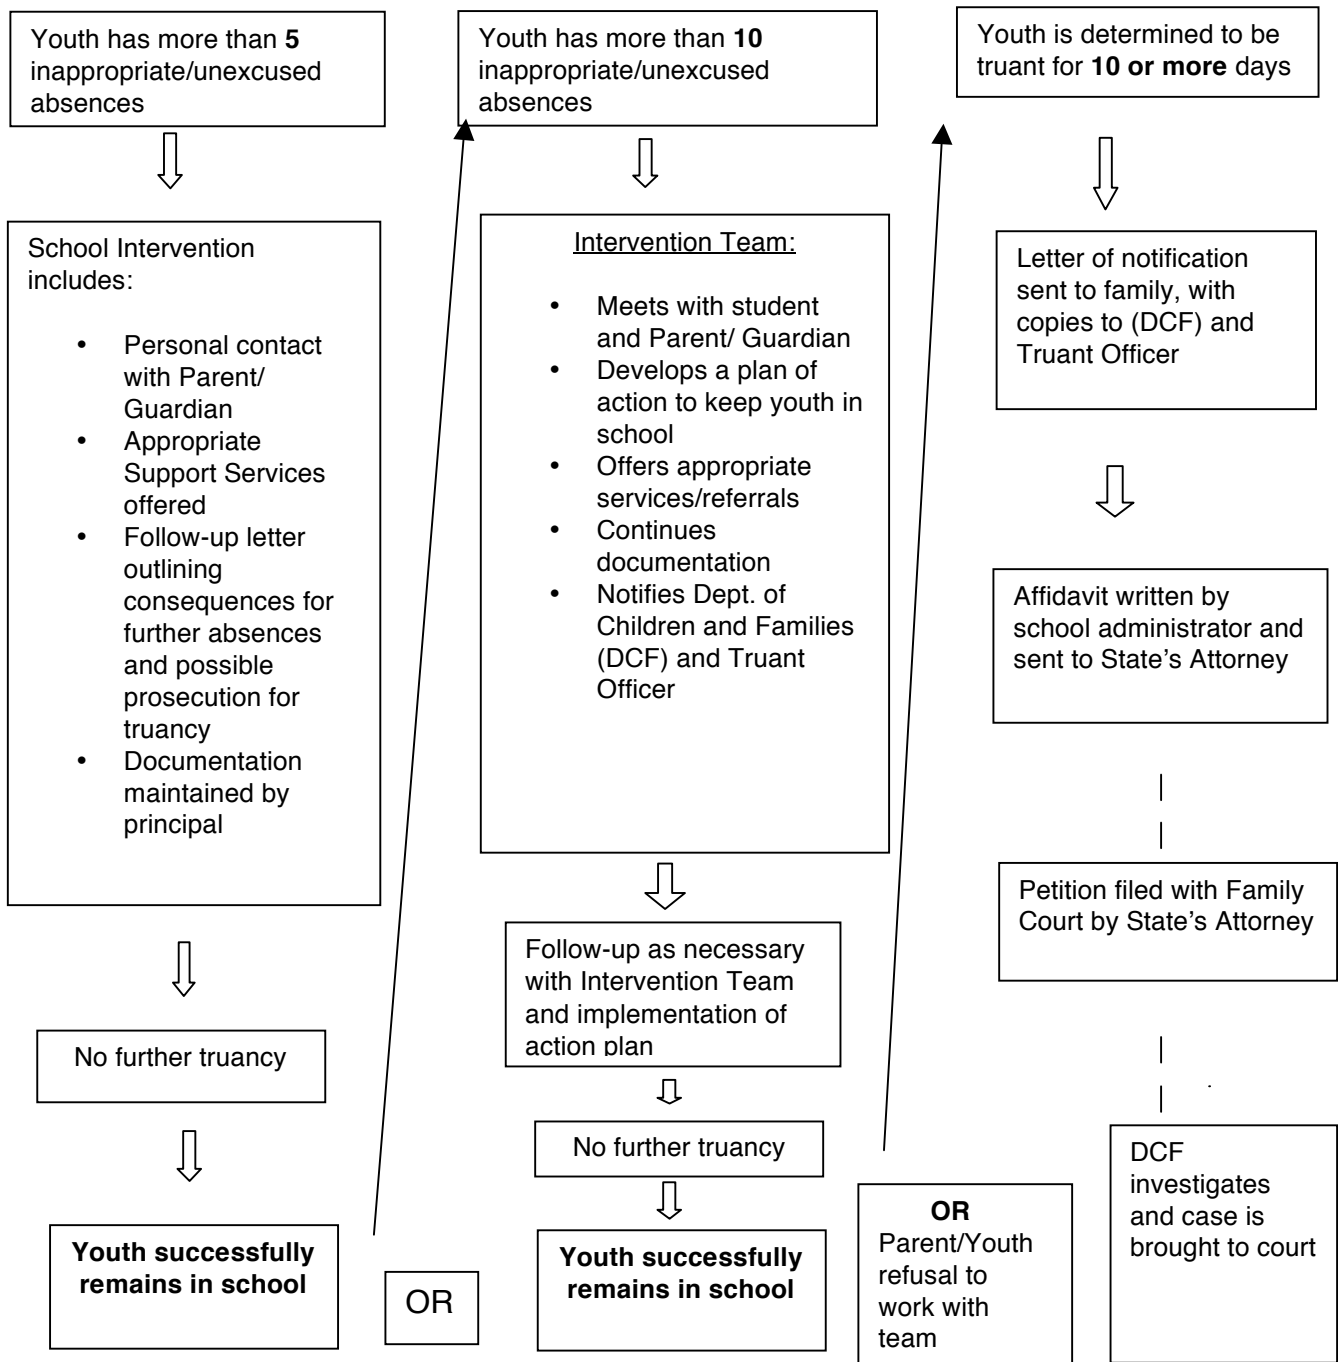 Youth has more than 5
inappropriate/unexcused
absences
School Intervention
includes:
• Personal contact
with Parent/
Guardian
• Appropriate
Support Services
offered
• Follow-up letter
outlining
consequences for
further absences
and possible
prosecution for
truancy
• Documentation
maintained by
principal
No further truancy
Youth successfully
remains in school
OR
Youth has more than 10
inappropriate/unexcused
absences
Intervention Team:
• Meets with student
and Parent/ Guardian
• Develops a plan of
action to keep youth in
school
• Offers appropriate
services/referrals
• Continues
documentation
• Notifies Dept. of
Children and Families
(DCF) and Truant
Officer
Follow-up as necessary
with Intervention Team
and implementation of
action plan
No further truancy
Youth successfully
remains in school
OR
Parent/Youth
refusal to
work with
team
Youth is determined to be
truant for 10 or more days
Letter of notification
sent to family, with
copies to (DCF) and
Truant Officer
Affidavit written by
school administrator and
sent to State’s Attorney
Petition filed with Family
Court by State’s Attorney
DCF
investigates
and case is
brought to court